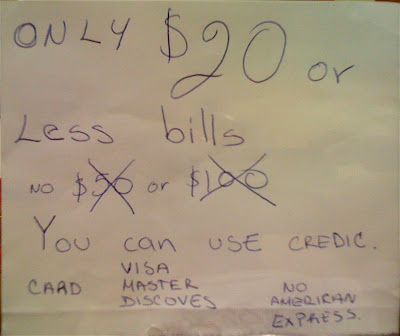 ONLY $20 or
Less bills
NO $50 or $100
You can USE CREDIC.
CARD VISA MASTER DISCOVES NO AMERICAN EXPRESS.